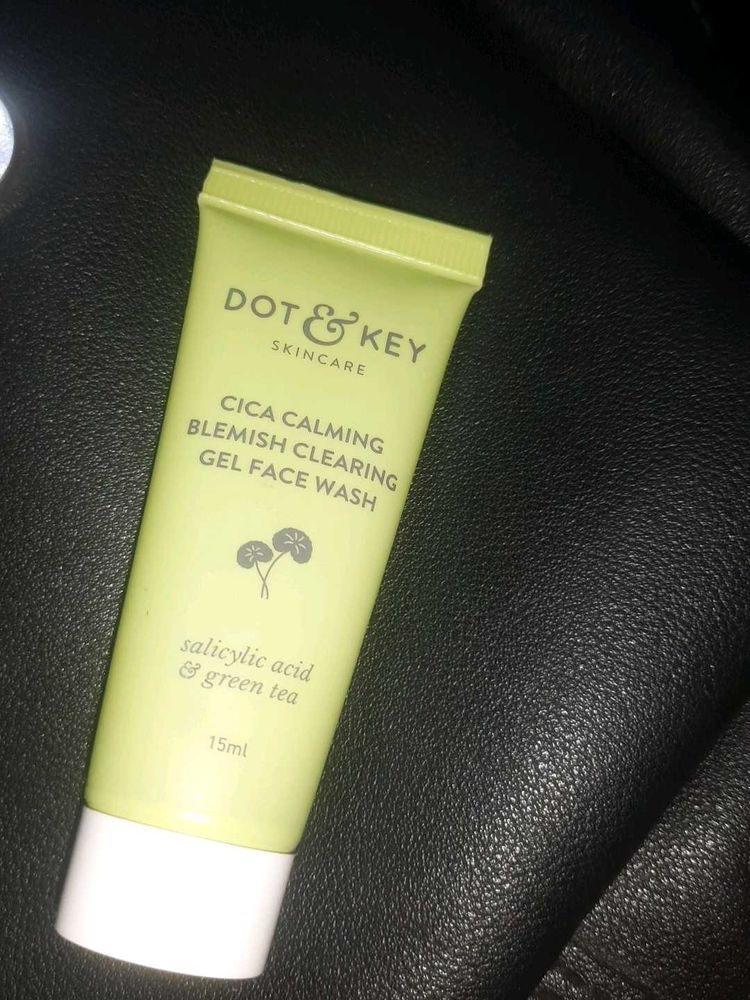 DOT & KEY
SKINCARE
CICA CALMING
BLEMISH CLEARING
GEL FACE WASH
salicylic acid
& green tea
15ml